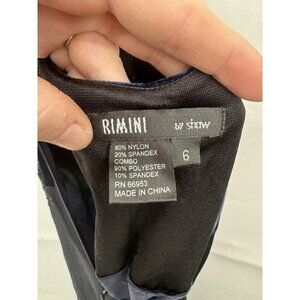 RIMINI BY SHAW
80% NYLON
20% SPANDEX
COMBO
90% POLYESTER
10% SPANDEX
RN 66953
MADE IN CHINA
6